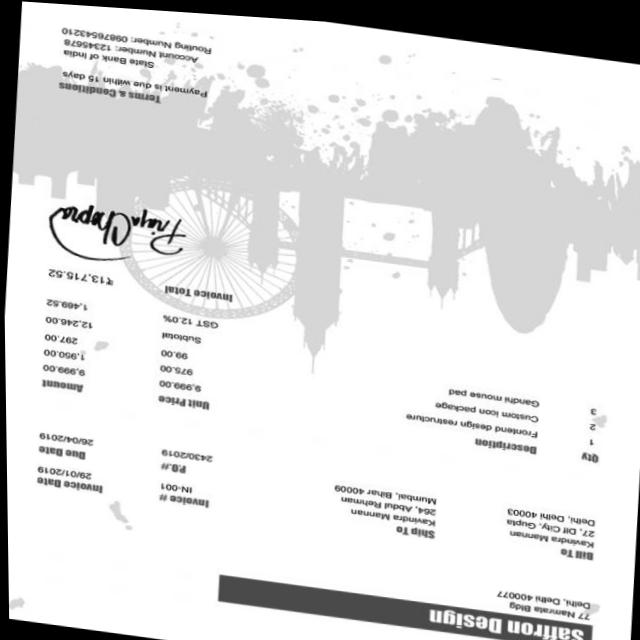 Saffron Design
77 Namrata Bldg
Delhi, Delhi 400077
Bill To
Kavindra Mannan
27, Dlf City, Gupta
Delhi, Delhi 40003
Ship To
Kavindra Mannan
264, Abdul Rehman
Mumbai, Bihar 40009
Invoice #
IN-001
P.O.#
2430/2019
Invoice Date
29/01/2019
Due Date
26/04/2019
Qty Description Unit Price Amount
1 Frontend design restructure 9,999.00 9,999.00
2 Custom icon package 975.00 1,950.00
3 Gandhi mouse pad 99.00 297.00
Subtotal 12,246.00
GST 12.0% 1,469.52
Invoice Total ₹13,715.52
Priya Chopra
Terms & Conditions
Payment is due within 15 days
State Bank of India
Account Number: 12345678
Routing Number: 09876543210